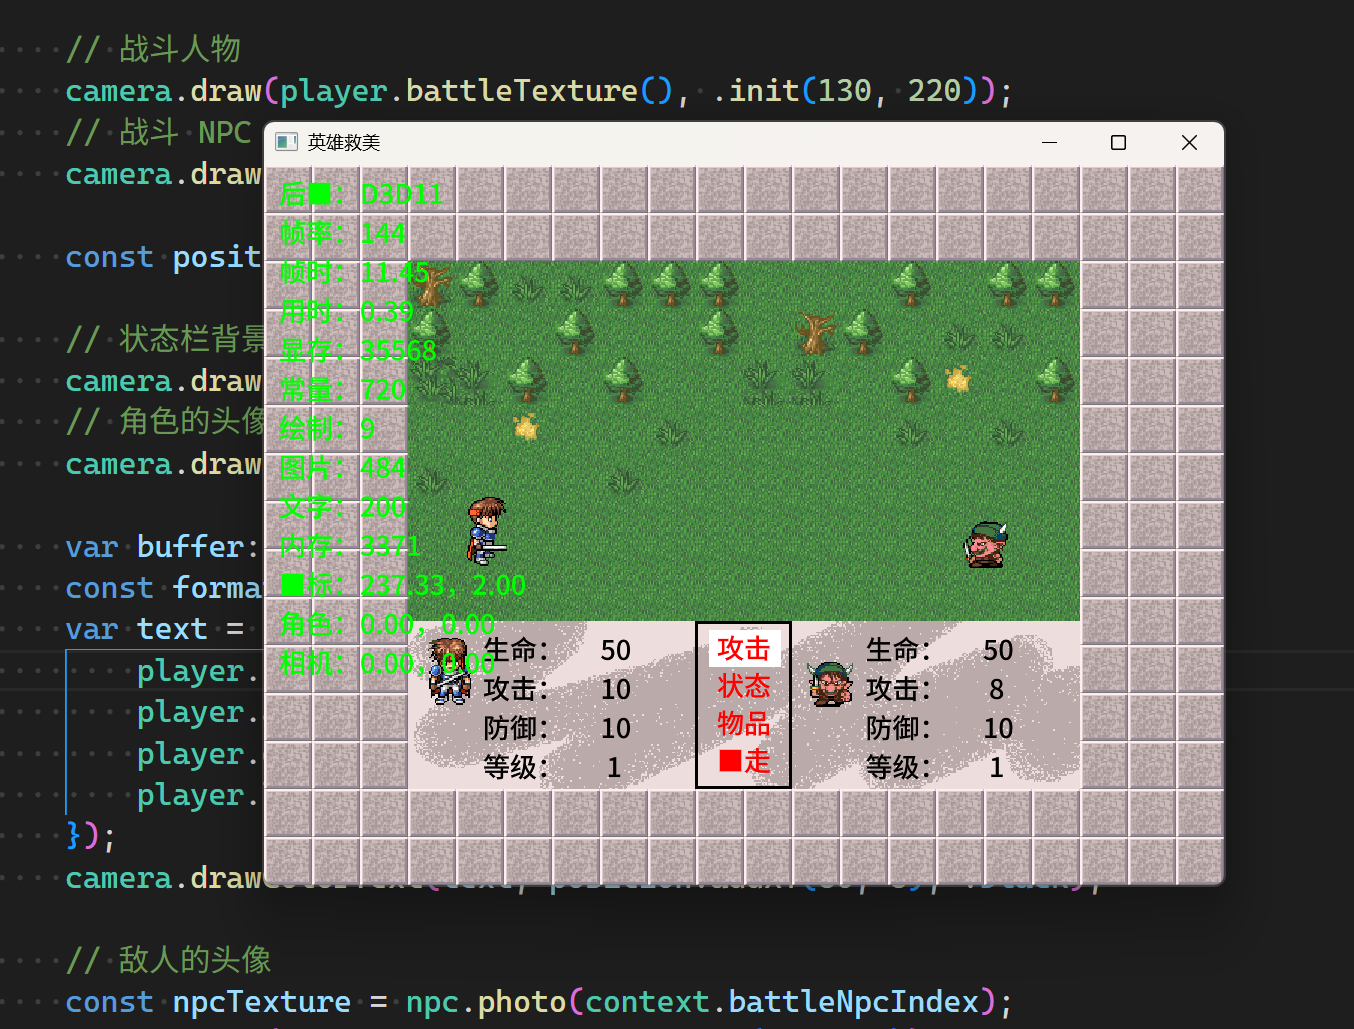 // 战斗人物
camera.draw(player.battleTexture(), .init(130, 220));
// 战斗 NPC
camera.draw
const posit
// 状态栏背景
camera.draw
// 角色的头像
camera.draw
var buffer:
const forma
var text =
player.
player.
player.
player.
});
// 敌人的头像
const npcTexture = npc.photo(context.battleNpcIndex);
英雄救美
后■：D3D11
帧率：144
帧时：11.45
用时：0.39
显存：35568
常量：720
绘制：9
图片：484
文字：200
内存：3371
■标：237.33，2.00
角色：0.00，0.00
相机：0.00，0.00
生命： 50
攻击： 10
防御： 10
等级： 1
攻击
状态
物品
■走
生命： 50
攻击： 8
防御： 10
等级： 1